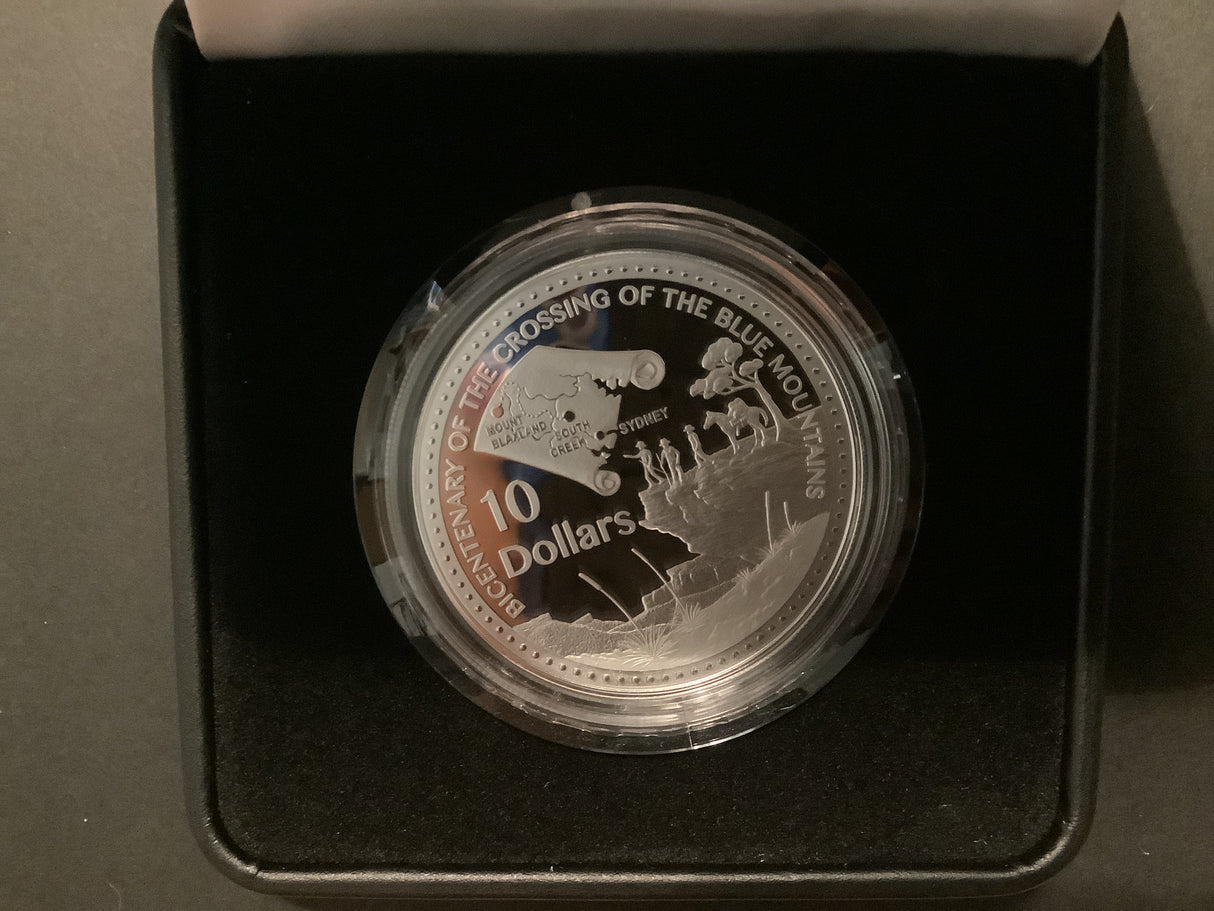 BICENTENARY OF THE CROSSING OF THE BLUE MOUNTAINS
MOUNT
BLAXLAND
SOUTH
CREEK
SYDNEY
10
Dollars